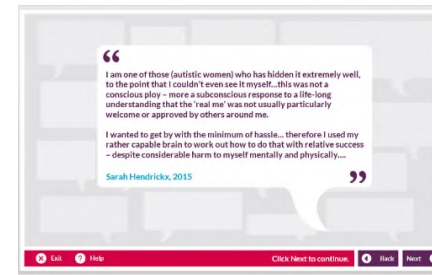 “
I am one of those (autistic women) who has hidden it extremely well,
to the point that I couldn't even see it myself...this was not a
conscious ploy – more a subconscious response to a life-long
understanding that the 'real me' was not usually particularly
welcome or approved by others around me.
I wanted to get by with the minimum of hassle... therefore I used my
rather capable brain to work out how to do that with relative success
– despite considerable harm to myself mentally and physically....
Sarah Hendrickx, 2015 ”
Exit ? Help Click Next to continue. Back Next